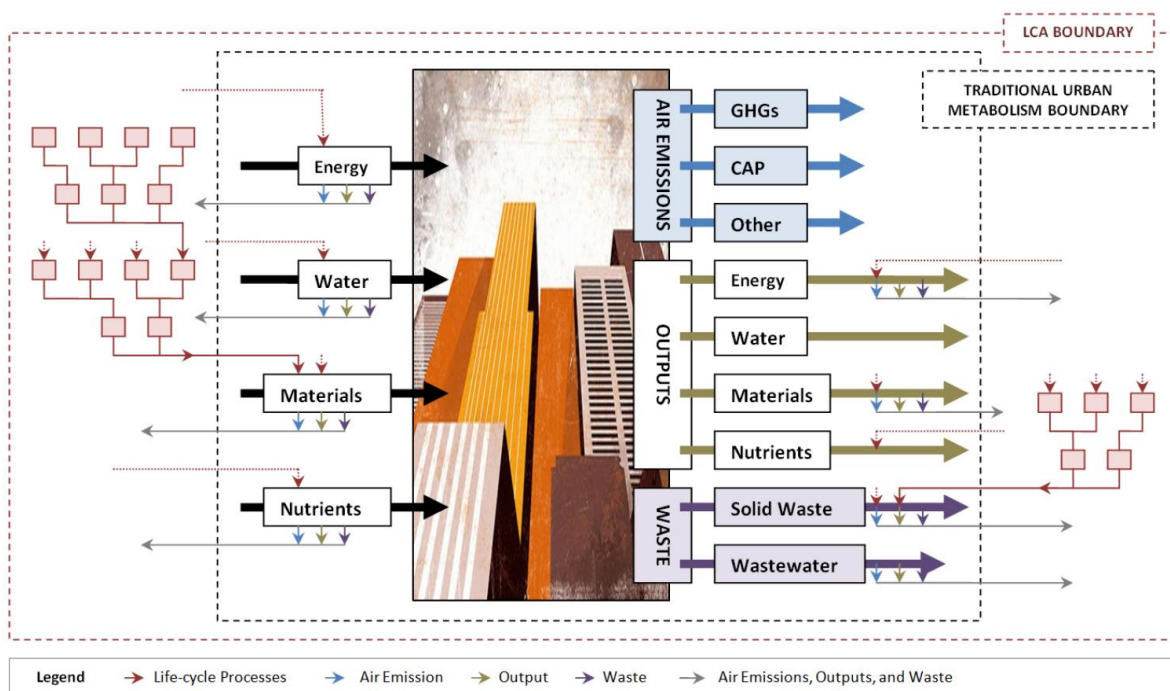 LCA BOUNDARY
TRADITIONAL URBAN
METABOLISM BOUNDARY
Energy
Water
Materials
Nutrients
AIR EMISSIONS
GHGs
CAP
Other
OUTPUTS
Energy
Water
Materials
Nutrients
WASTE
Solid Waste
Wastewater
Legend
Life-cycle Processes
Air Emission
Output
Waste
Air Emissions, Outputs, and Waste